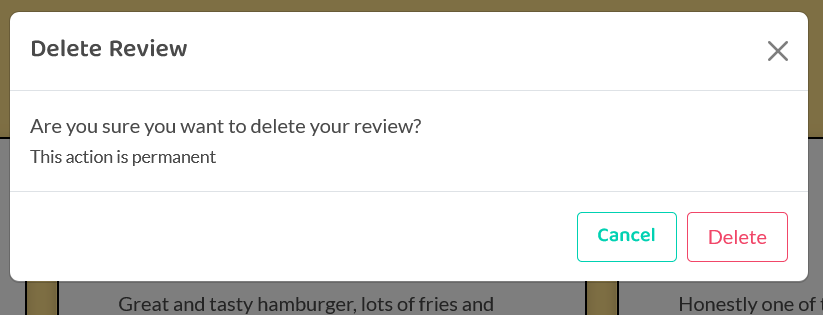 Delete Review
Are you sure you want to delete your review?
This action is permanent
Cancel Delete
Great and tasty hamburger, lots of fries and
Honestly one of